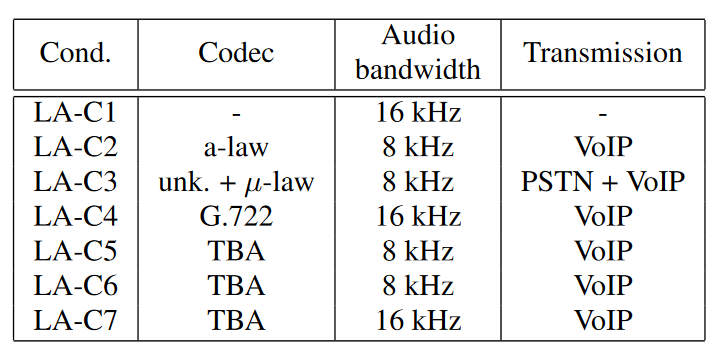 Cond. Codec Audio bandwidth Transmission
LA-C1 - 16 kHz -
LA-C2 a-law 8 kHz VoIP
LA-C3 unk. + μ-law 8 kHz PSTN + VoIP
LA-C4 G.722 16 kHz VoIP
LA-C5 TBA 8 kHz VoIP
LA-C6 TBA 8 kHz VoIP
LA-C7 TBA 16 kHz VoIP